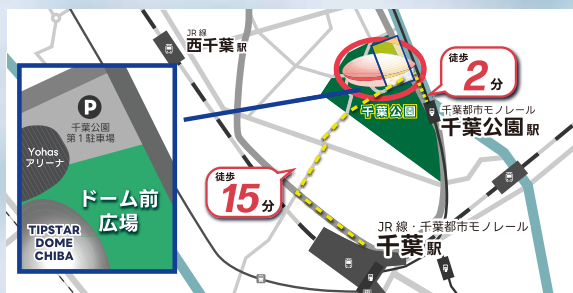 JR 線
西千葉駅
徒歩
2分
千葉公園
千葉都市モノレール
千葉公園駅
P
千葉公園
第1駐車場
Yohas
アリーナ
ドーム前
広場
TIPSTAR
DOME
CHIBA
徒歩
15分
JR 線・千葉都市モノレール
千葉駅